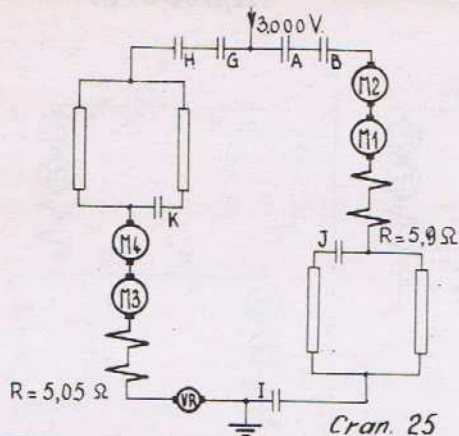 3.000 V.
H G A B
M2
M1
K
M4
J
R = 5,9 Ω
M3
R = 5,05 Ω
VR
I
Cran. 25